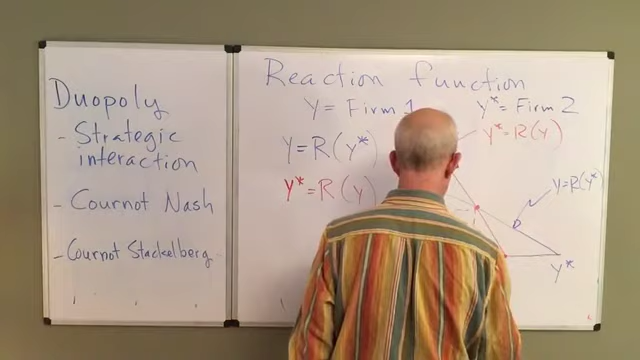 Duopoly
- Strategic
interaction
- Cournot Nash
- Cournot Stackelberg
Reaction function
Y = Firm 1
Y* = Firm 2
Y = R(Y*)
Y* = R(Y)
Y* = R(Y)
Y = R(Y*)
Y*